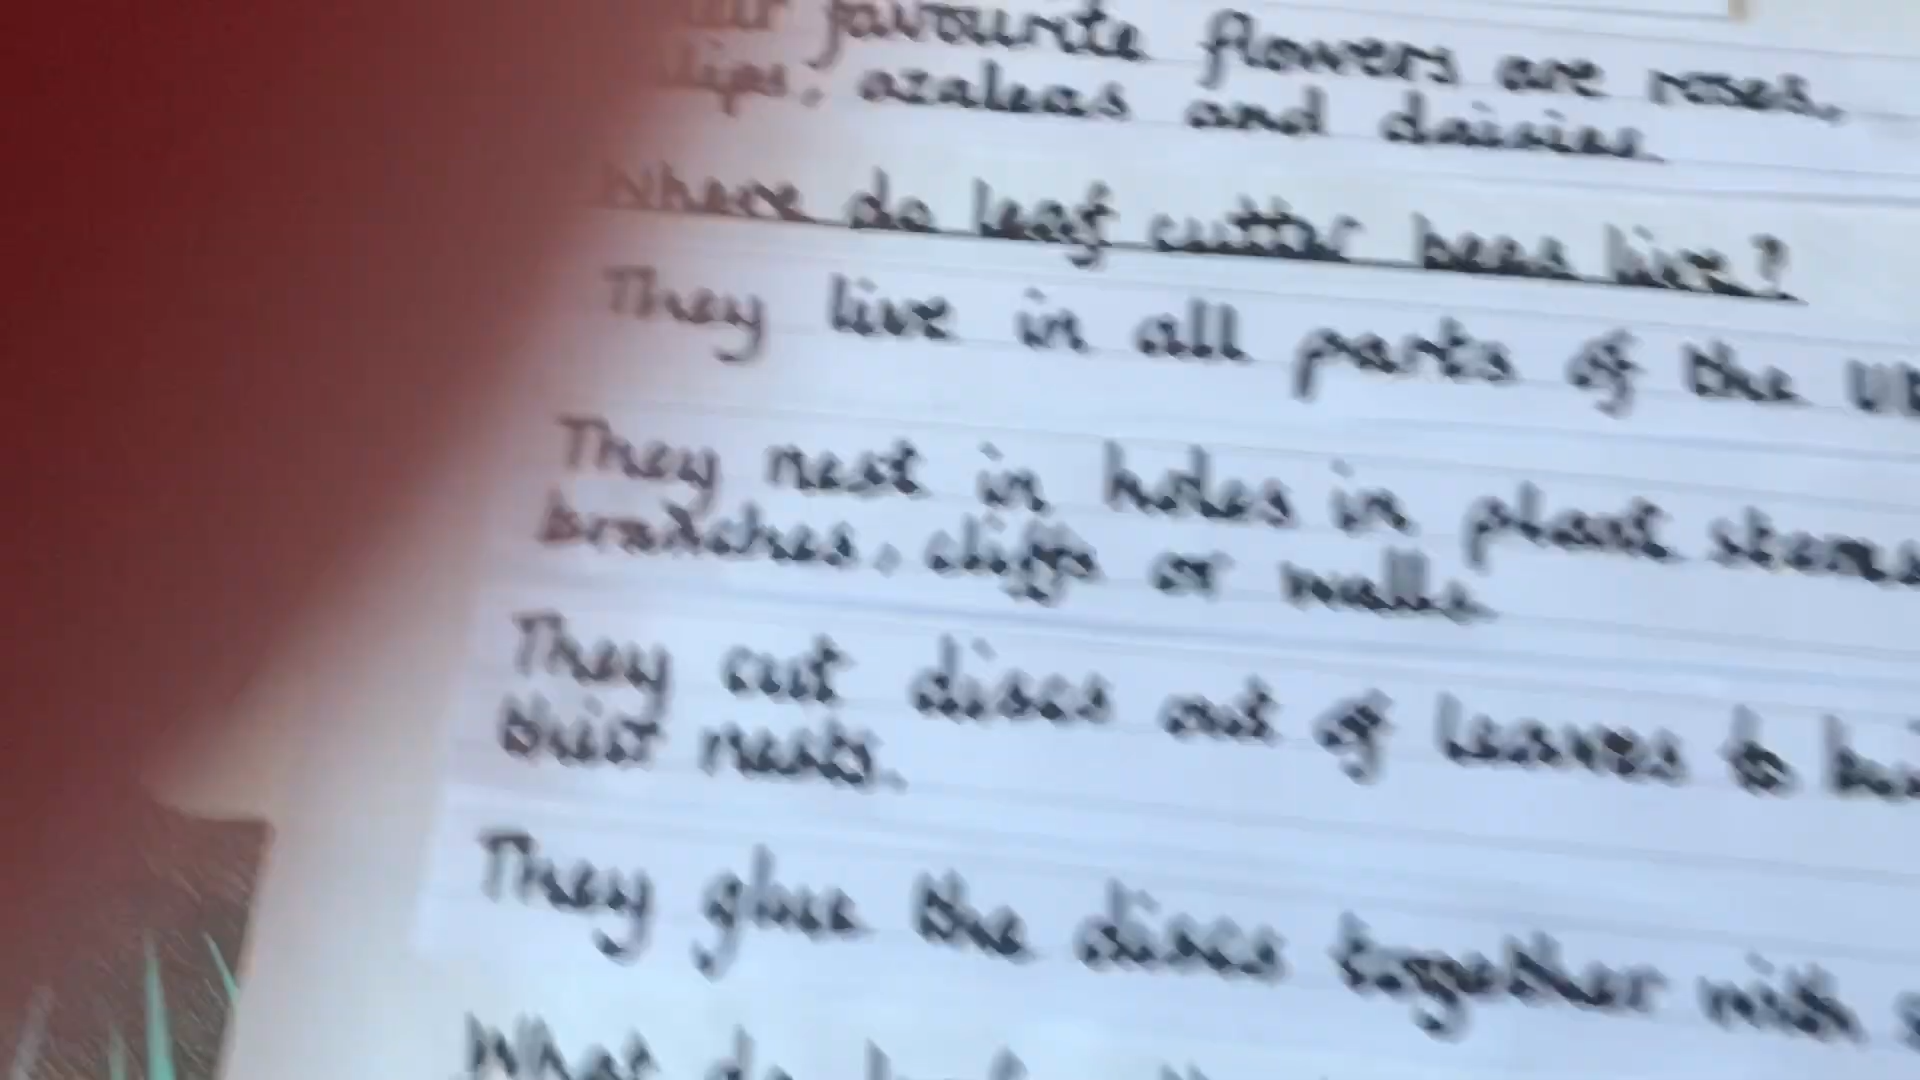 favourite flowers are roses,
azaleas and daisies.
Where do leaf cutter bees live?
They live in all parts of the
They nest in holes in plant stems
branches, cliffs or walls.
They cut discs out of leaves to
their nests.
They glue the discs together with
What do